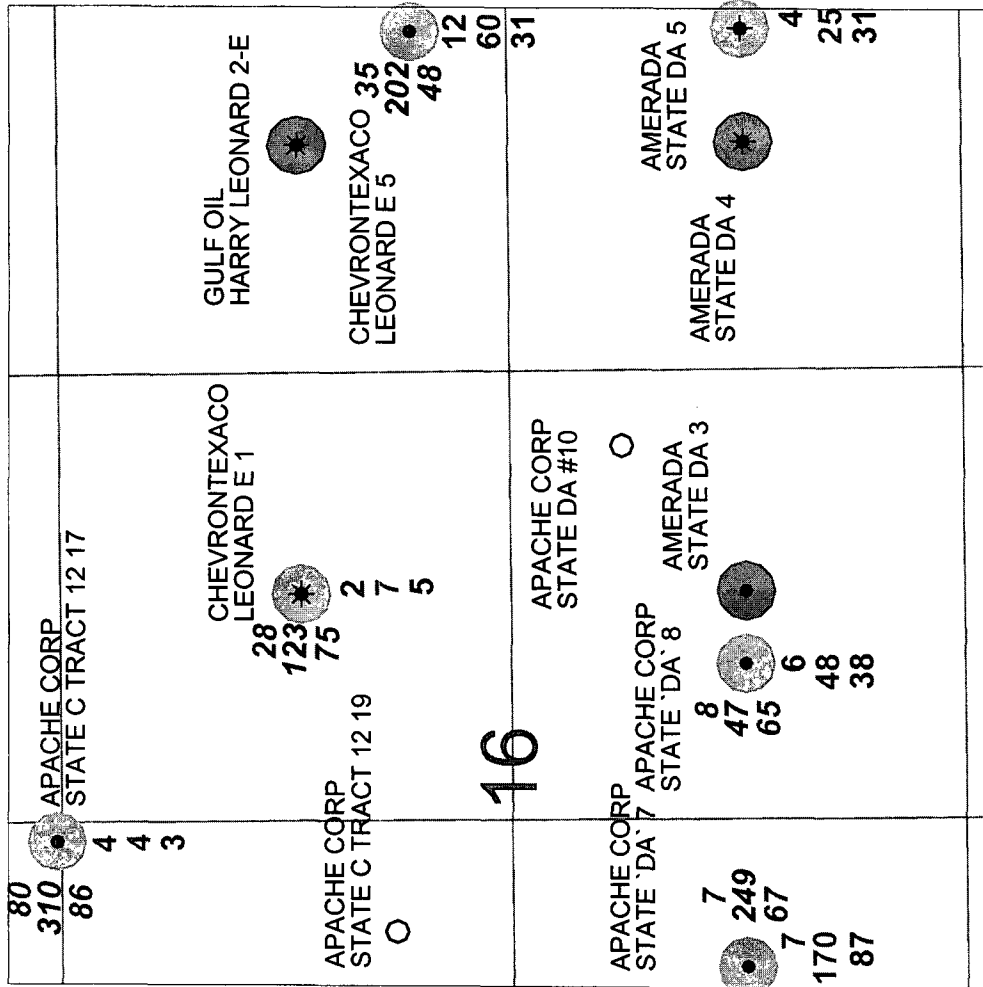 80
310
86
APACHE CORP
STATE C TRACT 12 17
4
4
3
GULF OIL
HARRY LEONARD 2-E
CHEVRONTEXACO
LEONARD E 1
28
123
75
2
7
5
CHEVRONTEXACO
LEONARD E 5
35
202
48
12
60
31
APACHE CORP
STATE C TRACT 12 19
16
APACHE CORP
STATE DA #10
APACHE CORP
STATE `DA` 7
7
249
67
7
170
87
APACHE CORP
STATE `DA` 8
8
47
65
6
48
38
AMERADA
STATE DA 3
AMERADA
STATE DA 4
AMERADA
STATE DA 5
4
25
31